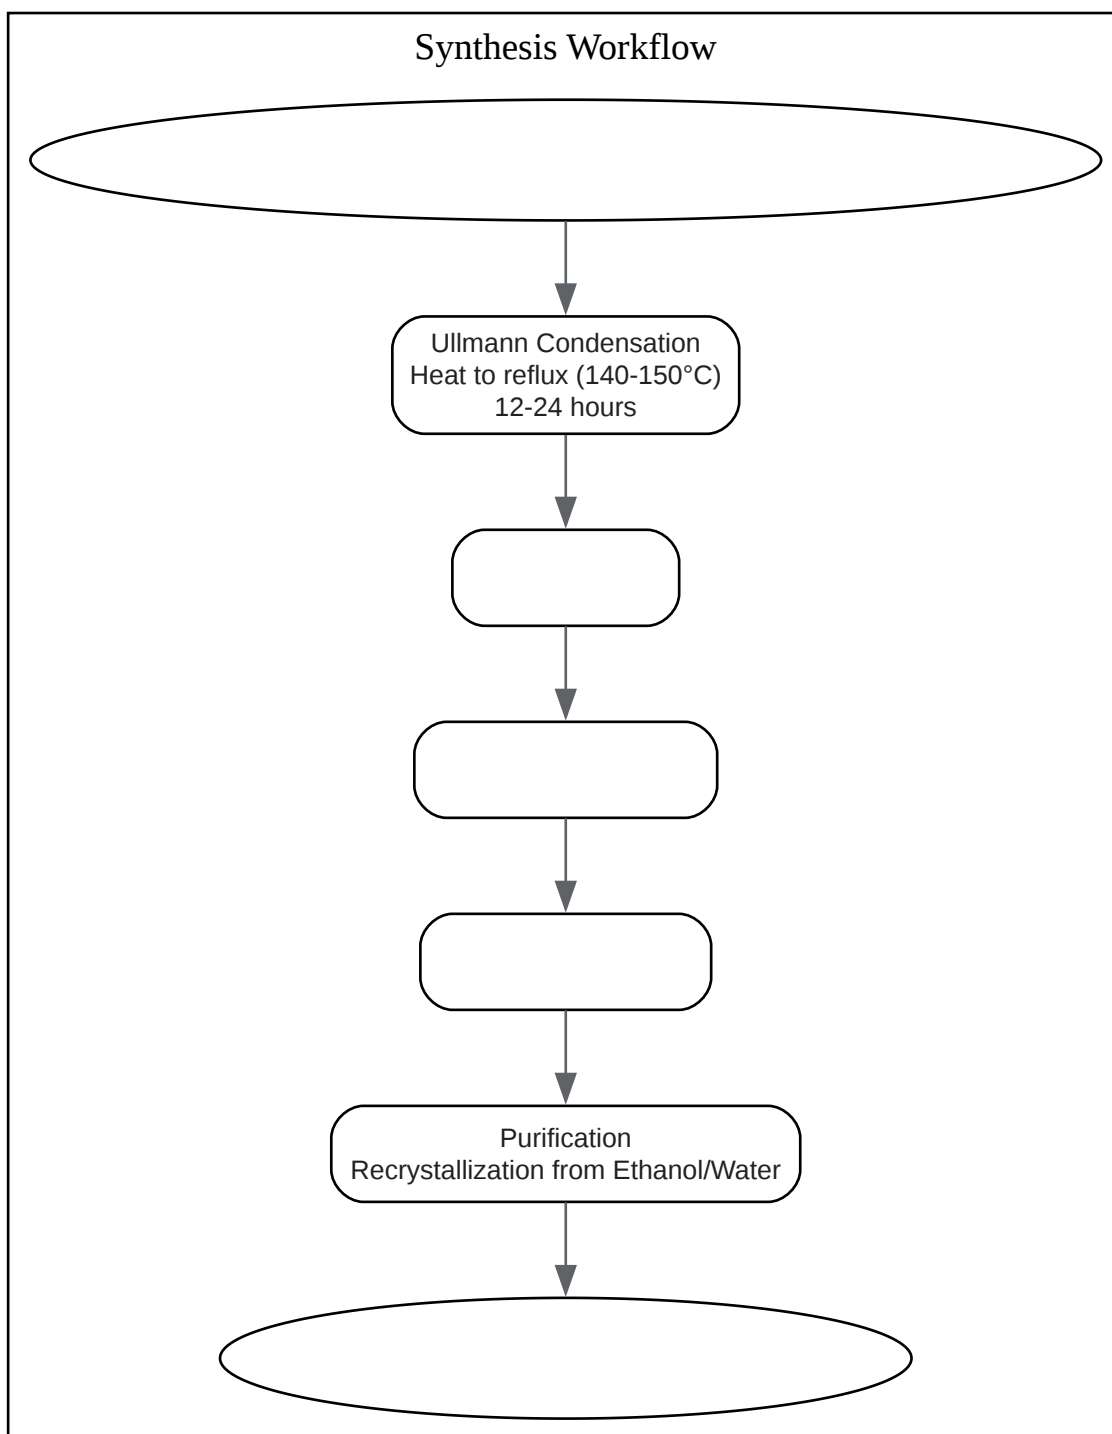 Synthesis Workflow
Ullmann Condensation
Heat to reflux (140-150°C)
12-24 hours
Purification
Recrystallization from Ethanol/Water